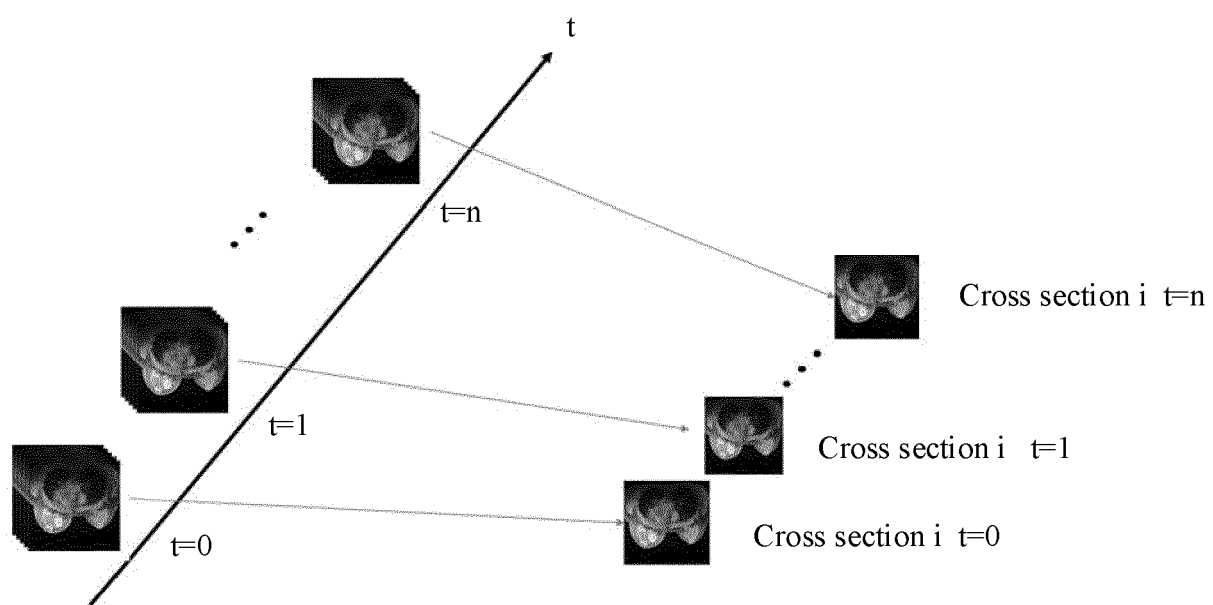 t
t=n
Cross section i t=n
t=1
Cross section i t=1
t=0
Cross section i t=0